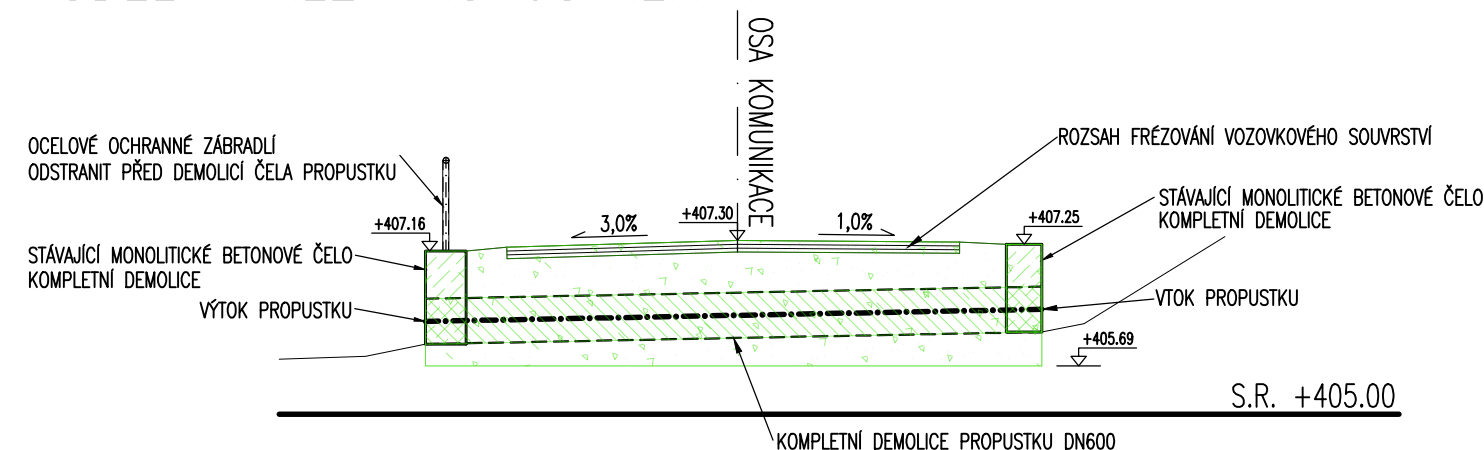 OSA KOMUNIKACE
OCELOVÉ OCHRANNÉ ZÁBRADLÍ
ODSTRANIT PŘED DEMOLICÍ ČELA PROPUSTKU
ROZSAH FRÉZOVÁNÍ VOZOVKOVÉHO SOUVRSTVÍ
STÁVAJÍCÍ MONOLITICKÉ BETONOVÉ ČELO
KOMPLETNÍ DEMOLICE
+407.16
3,0%
+407.30
1,0%
+407.25
STÁVAJÍCÍ MONOLITICKÉ BETONOVÉ ČELO
KOMPLETNÍ DEMOLICE
VÝTOK PROPUSTKU
VTOK PROPUSTKU
+405.69
S.R. +405.00
KOMPLETNÍ DEMOLICE PROPUSTKU DN600